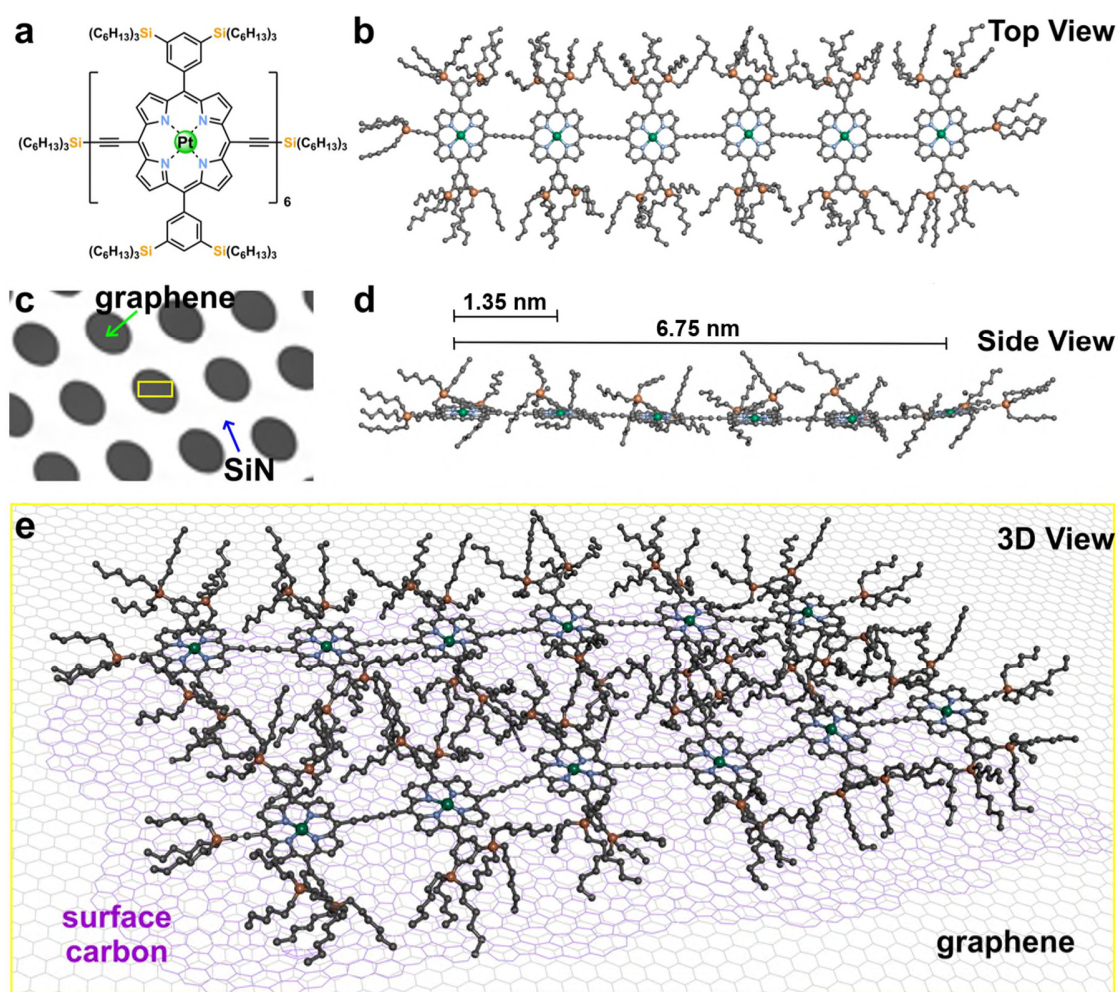 a
(C6H13)3Si Si(C6H13)3
N N
(C6H13)3Si Pt Si(C6H13)3
N N
6
(C6H13)3Si Si(C6H13)3
b
Top View
c
graphene
SiN
d
1.35 nm
6.75 nm
Side View
e
3D View
surface
carbon
graphene